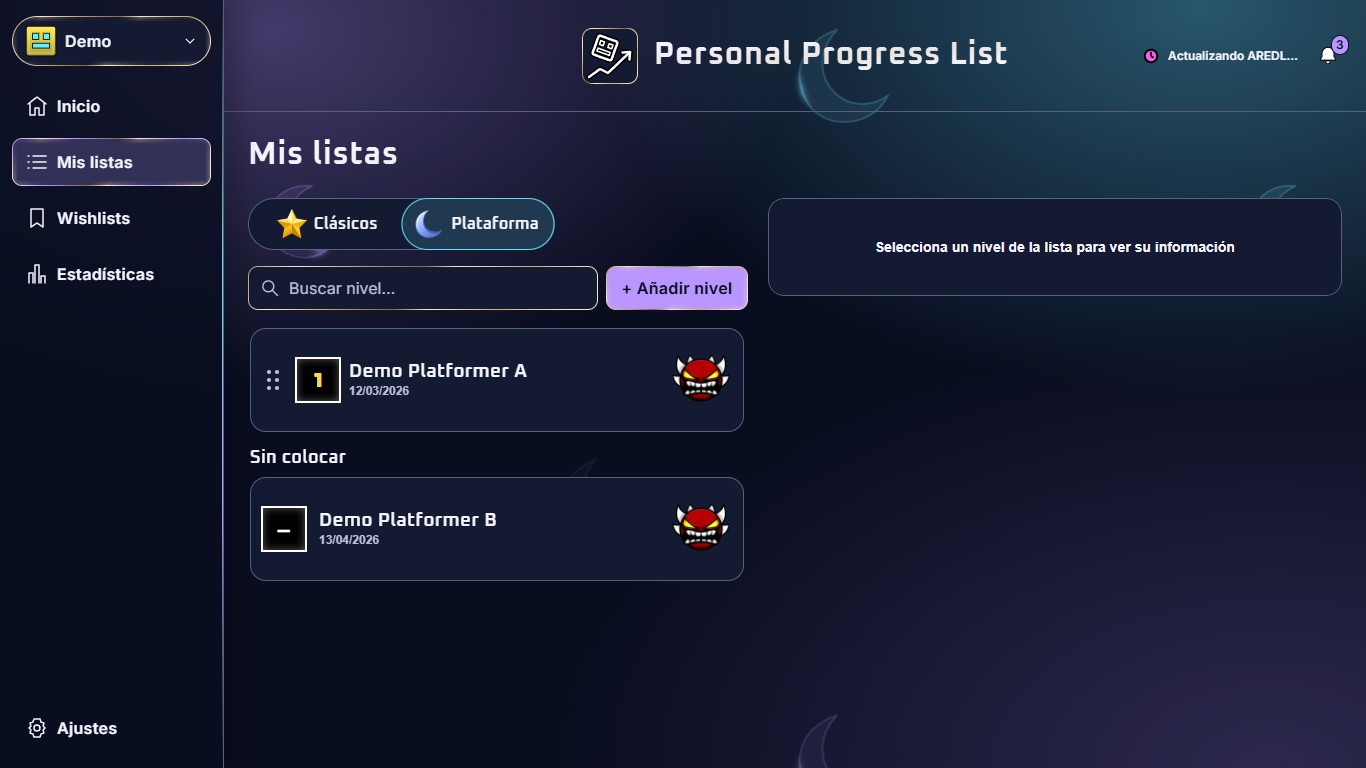 Demo
Personal Progress List
Actualizando AREDL...
3
Inicio
Mis listas
Wishlists
Estadísticas
Ajustes
Mis listas
Clásicos
Plataforma
Buscar nivel...
+ Añadir nivel
1
Demo Platformer A
12/03/2026
Sin colocar
–
Demo Platformer B
13/04/2026
Selecciona un nivel de la lista para ver su información